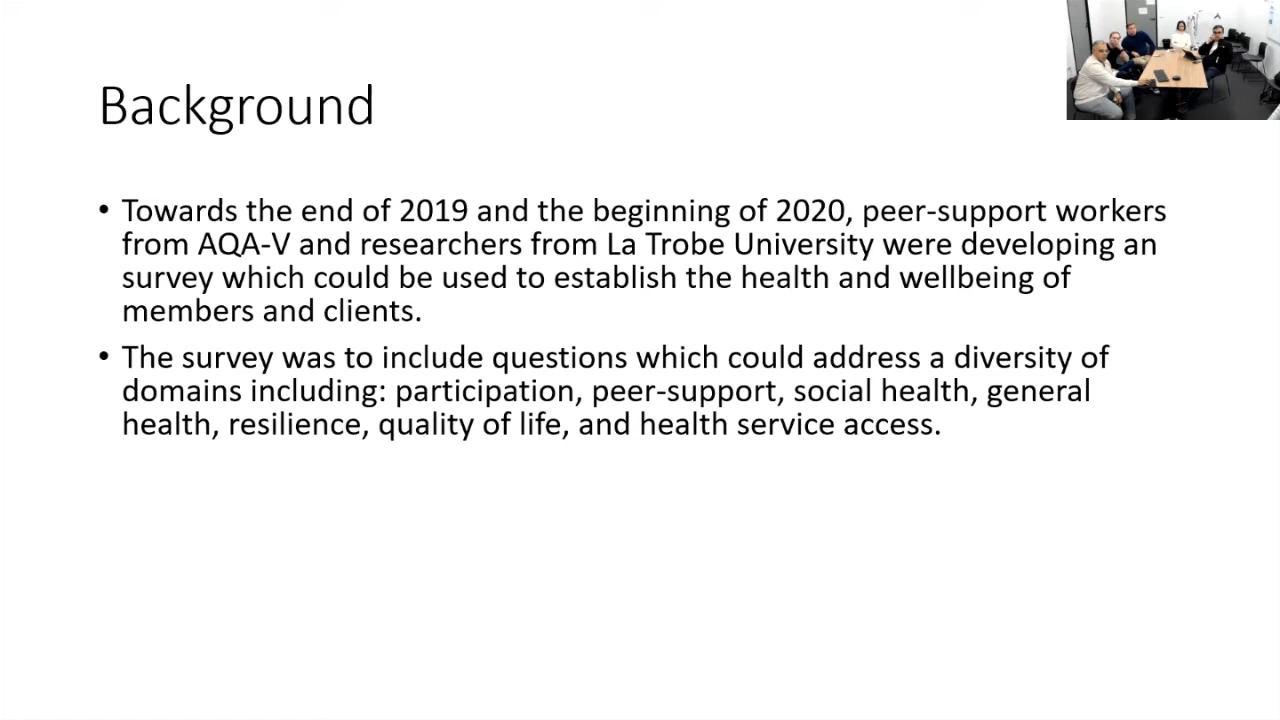 Background
• Towards the end of 2019 and the beginning of 2020, peer-support workers
from AQA-V and researchers from La Trobe University were developing an
survey which could be used to establish the health and wellbeing of
members and clients.
• The survey was to include questions which could address a diversity of
domains including: participation, peer-support, social health, general
health, resilience, quality of life, and health service access.